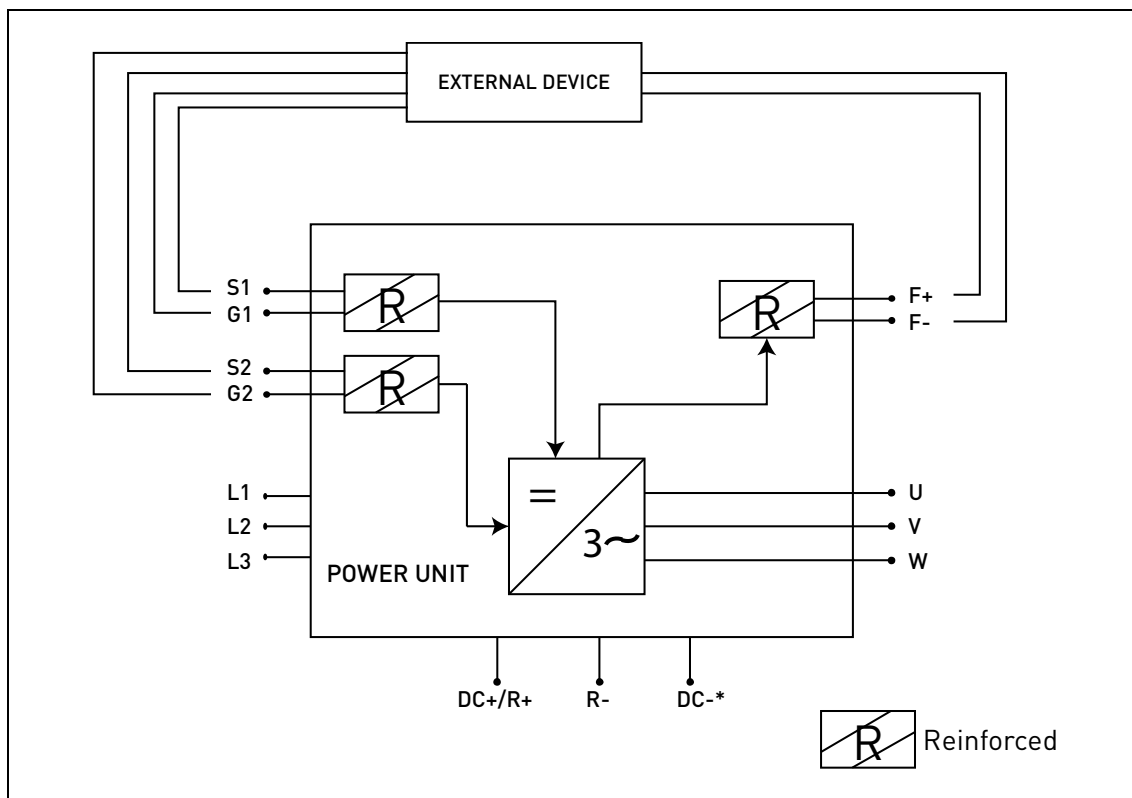 EXTERNAL DEVICE
S1
R
R
F+
G1
F-
S2
R
G2
L1
=
U
L2
3~
V
L3
POWER UNIT
W
DC+/R+ R- DC-*
R Reinforced